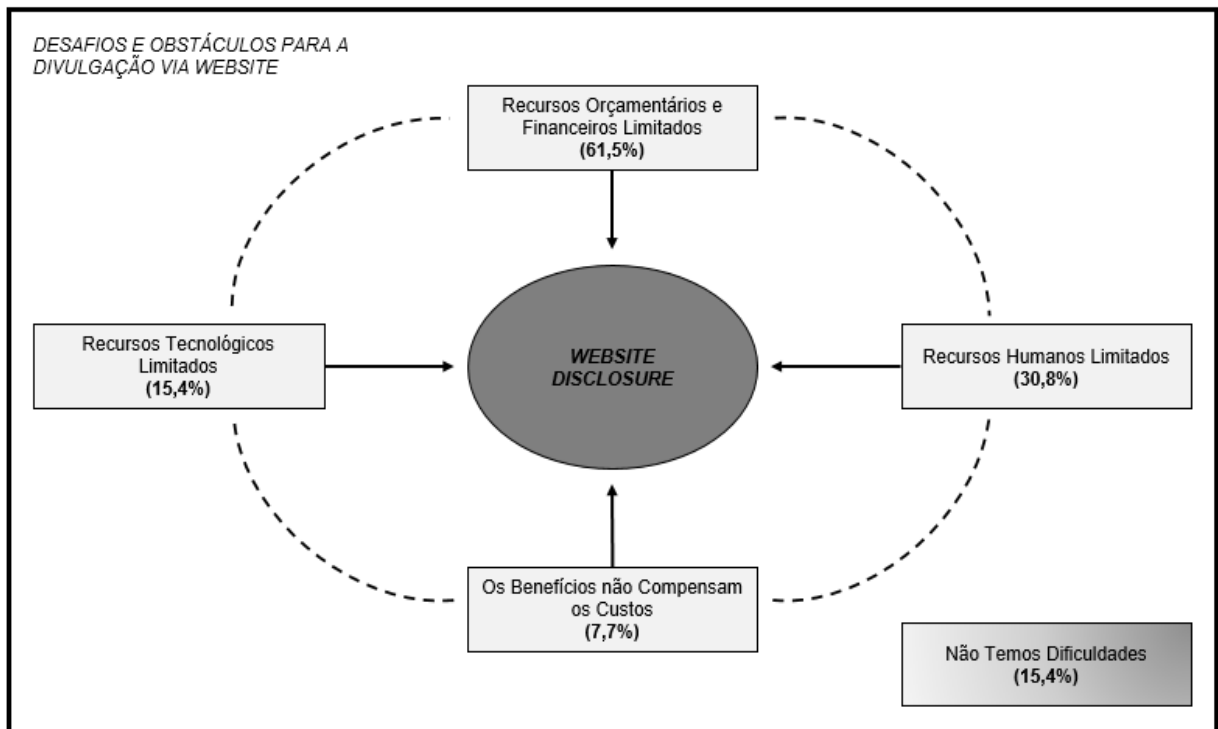 DESAFIOS E OBSTÁCULOS PARA A
DIVULGAÇÃO VIA WEBSITE
Recursos Orçamentários e
Financeiros Limitados
(61,5%)
Recursos Tecnológicos
Limitados
(15,4%)
WEBSITE
DISCLOSURE
Recursos Humanos Limitados
(30,8%)
Os Benefícios não Compensam
os Custos
(7,7%)
Não Temos Dificuldades
(15,4%)